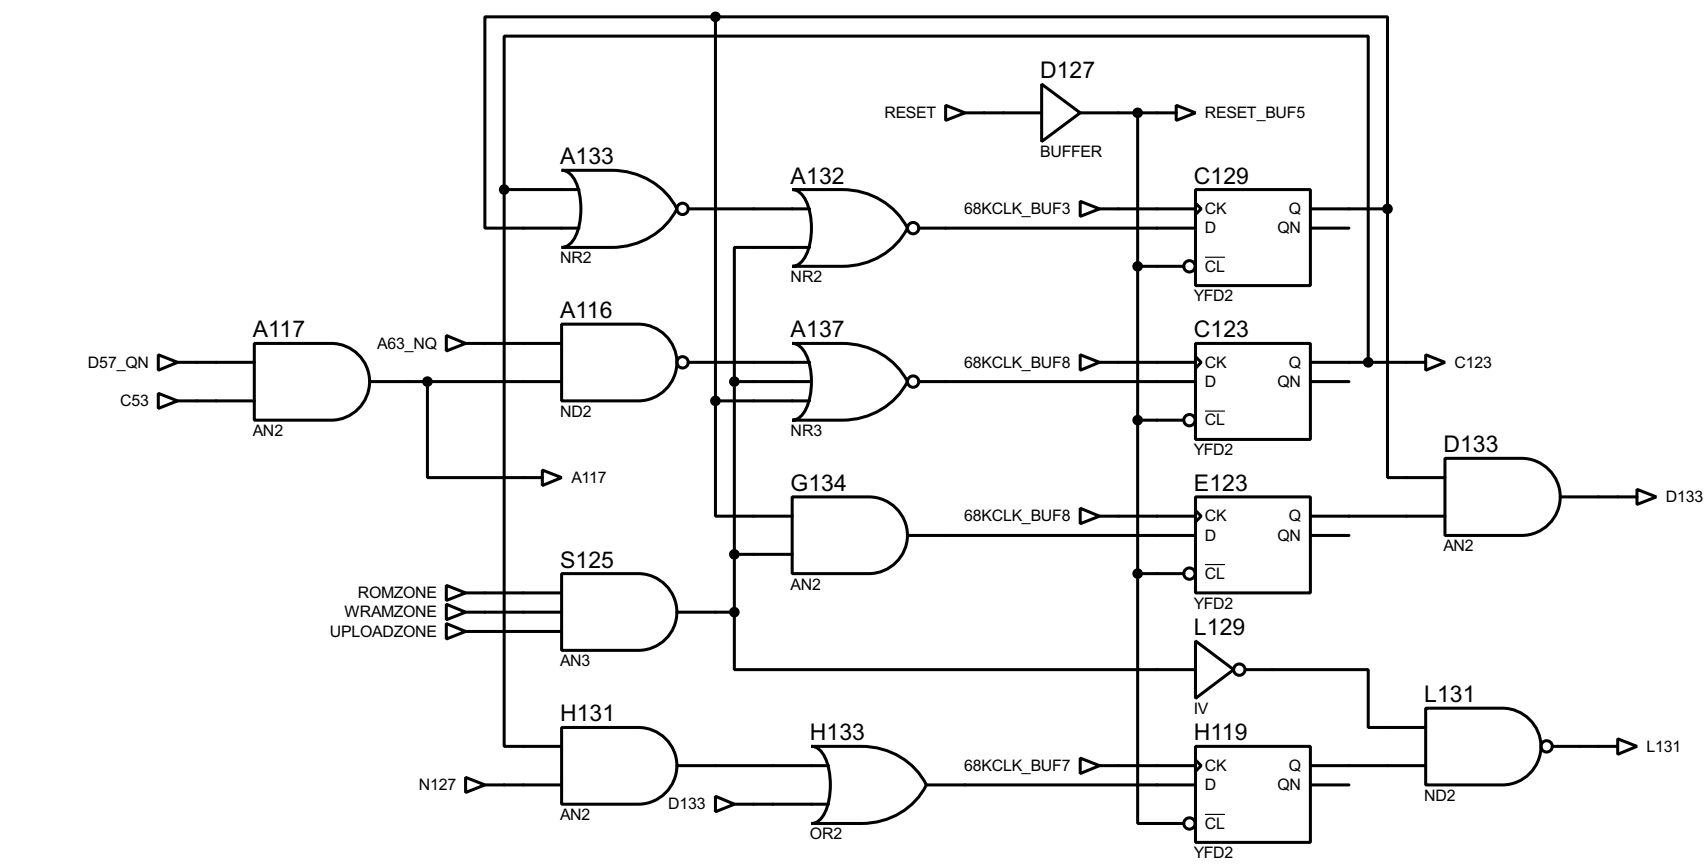 D127
RESET
RESET_BUF5
BUFFER
A133
NR2
A132
NR2
68KCLK_BUF3
C129
CK Q
D QN
CL
YFD2
A117
D57_QN
C53
AN2
A63_NQ
A116
ND2
A137
NR3
68KCLK_BUF8
C123
CK Q
D QN
CL
YFD2
C123
A117
G134
AN2
68KCLK_BUF8
E123
CK Q
D QN
CL
YFD2
D133
AN2
D133
S125
ROMZONE
WRAMZONE
UPLOADZONE
AN3
L129
IV
H131
N127
AN2
H133
D133
OR2
68KCLK_BUF7
H119
CK Q
D QN
CL
YFD2
L131
ND2
L131